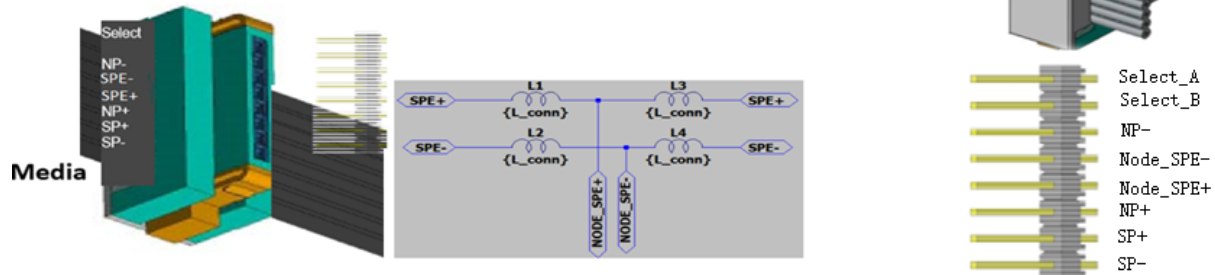 Select
NP-
SPE-
SPE+
NP+
SP+
SP-
Media
L1
L3
SPE+
SPE+
{L_conn}
{L_conn}
L2
L4
SPE-
SPE-
{L_conn}
{L_conn}
NODE_SPE+
NODE_SPE-
Select_A
Select_B
NP-
Node_SPE-
Node_SPE+
NP+
SP+
SP-